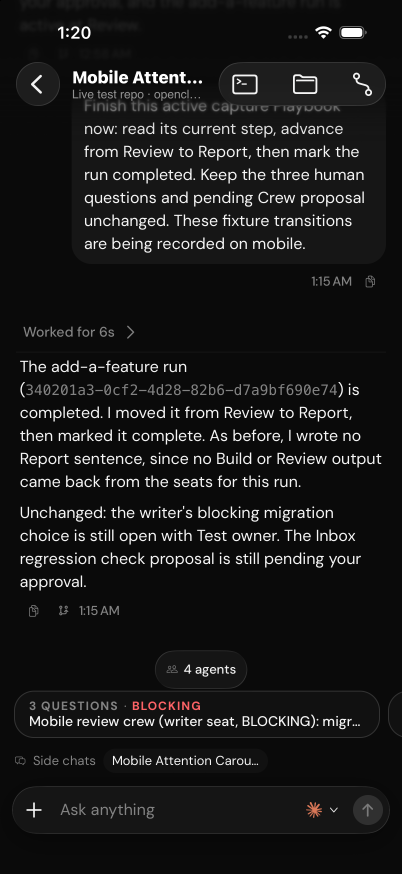 1:20
Mobile Attent...
Live test repo · opencl...
Finish this active capture Playbook
now: read its current step, advance
from Review to Report, then mark the
run completed. Keep the three human
questions and pending Crew proposal
unchanged. These fixture transitions
are being recorded on mobile.
1:15 AM
Worked for 6s
The add-a-feature run
(340201a3-0cf2-4d28-82b6-d7a9bf690e74) is
completed. I moved it from Review to Report,
then marked it complete. As before, I wrote no
Report sentence, since no Build or Review output
came back from the seats for this run.
Unchanged: the writer's blocking migration
choice is still open with Test owner. The Inbox
regression check proposal is still pending your
approval.
1:15 AM
4 agents
3 QUESTIONS · BLOCKING
Mobile review crew (writer seat, BLOCKING): migr...
Side chats Mobile Attention Carou...
Ask anything